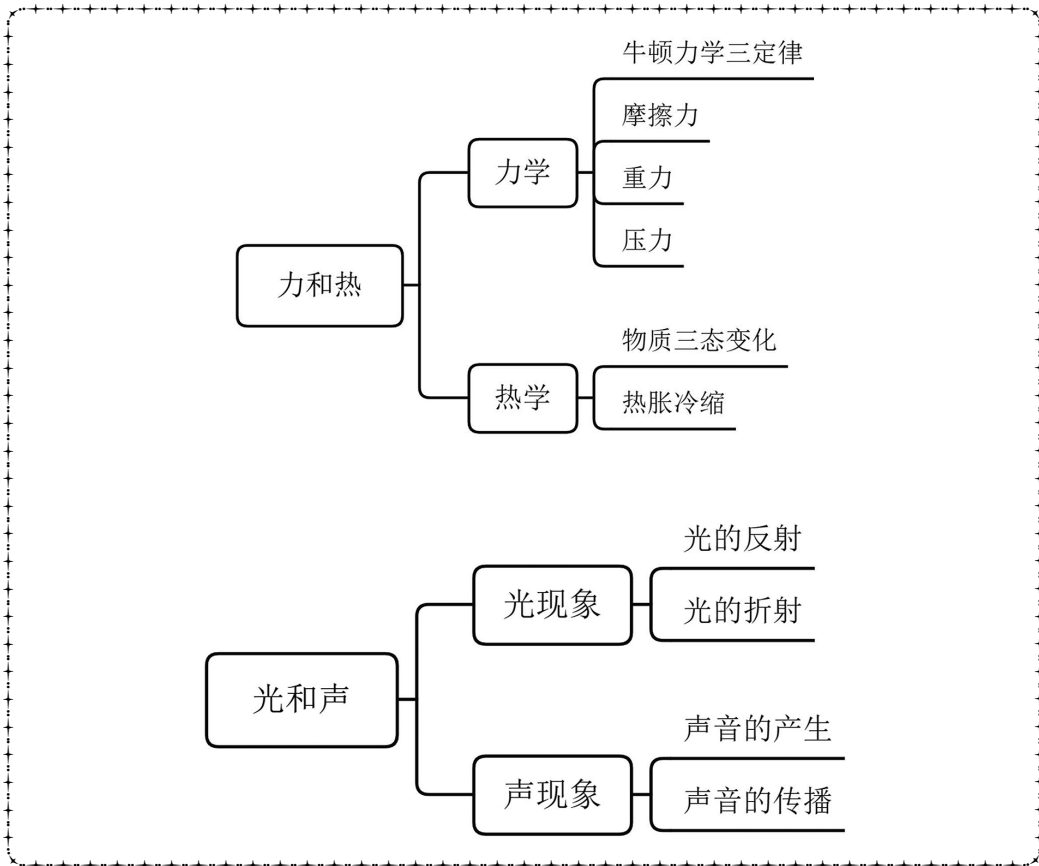 牛顿力学三定律
摩擦力
力学
重力
压力
力和热
物质三态变化
热学
热胀冷缩
光的反射
光现象
光的折射
光和声
声音的产生
声现象
声音的传播